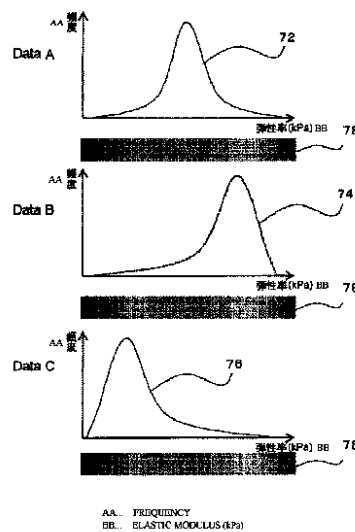 AA 頻度
72
Data A
弾性率(kPa) BB
78
AA 頻度
74
Data B
弾性率(kPa) BB
78
AA 頻度
76
Data C
弾性率(kPa) BB
78
AA... FREQUENCY
BB... ELASTIC MODULUS (kPa)